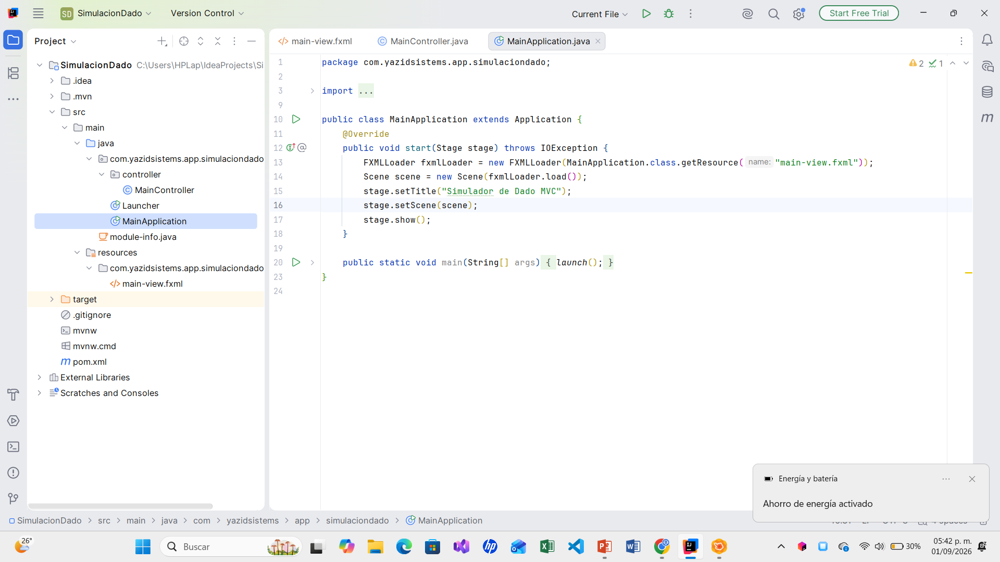 SD SimulacionDado
Version Control
Current File
Start Free Trial
Project
main-view.fxml
MainController.java
MainApplication.java
SimulacionDado C:\Users\HPLap\IdeaProjects\Si
.idea
.mvn
src
main
java
com.yazidsistems.app.simulaciondado
controller
MainController
Launcher
MainApplication
module-info.java
resources
com.yazidsistems.app.simulaciondado
main-view.fxml
target
.gitignore
mvnw
mvnw.cmd
pom.xml
External Libraries
Scratches and Consoles
2 1
1 package com.yazidsistems.app.simulaciondado;
2
3 import ...
9
10 public class MainApplication extends Application {
11 @Override
12 public void start(Stage stage) throws IOException {
13 FXMLLoader fxmlLoader = new FXMLLoader(MainApplication.class.getResource( name: "main-view.fxml"));
14 Scene scene = new Scene(fxmlLoader.load());
15 stage.setTitle("Simulador de Dado MVC");
16 stage.setScene(scene);
17 stage.show();
18 }
19
20 public static void main(String[] args) { launch(); }
23 }
24
Energía y batería
Ahorro de energía activado
SimulacionDado > src > main > java > com > yazidsistems > app > simulaciondado > MainApplication
26°
Buscar
30%
05:42 p. m.
01/09/2026